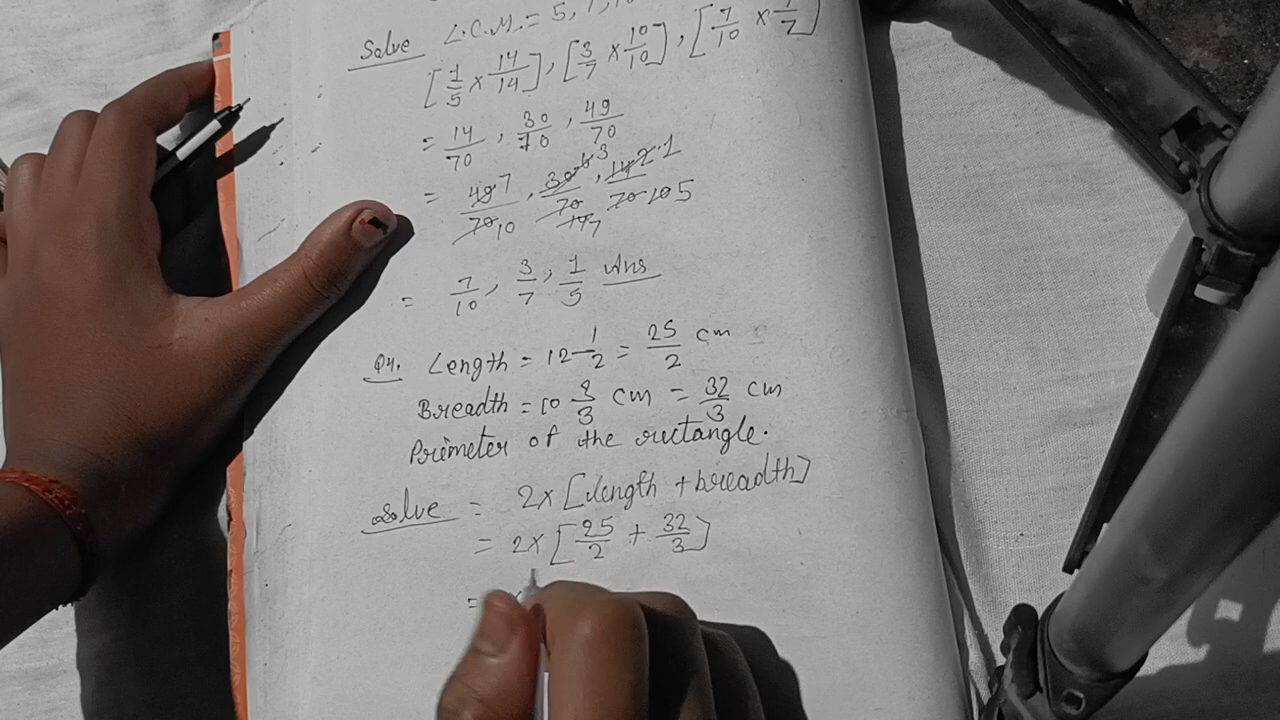 Solve L.C.M. = 5, 7, 10
[1/5 × 14/14], [3/7 × 10/10], [7/10 × 7/7]
= 14/70, 30/70, 49/70
= 49 7/70 10, 30 3/70 7, 14 2 1/70 10 5
= 7/10, 3/7, 1/5 Ans
Q4. Length = 12 1/2 = 25/2 cm
Breadth = 10 2/3 cm = 32/3 cm
Perimeter of the rectangle.
Solve = 2× [length + breadth]
= 2× [25/2 + 32/3]
=